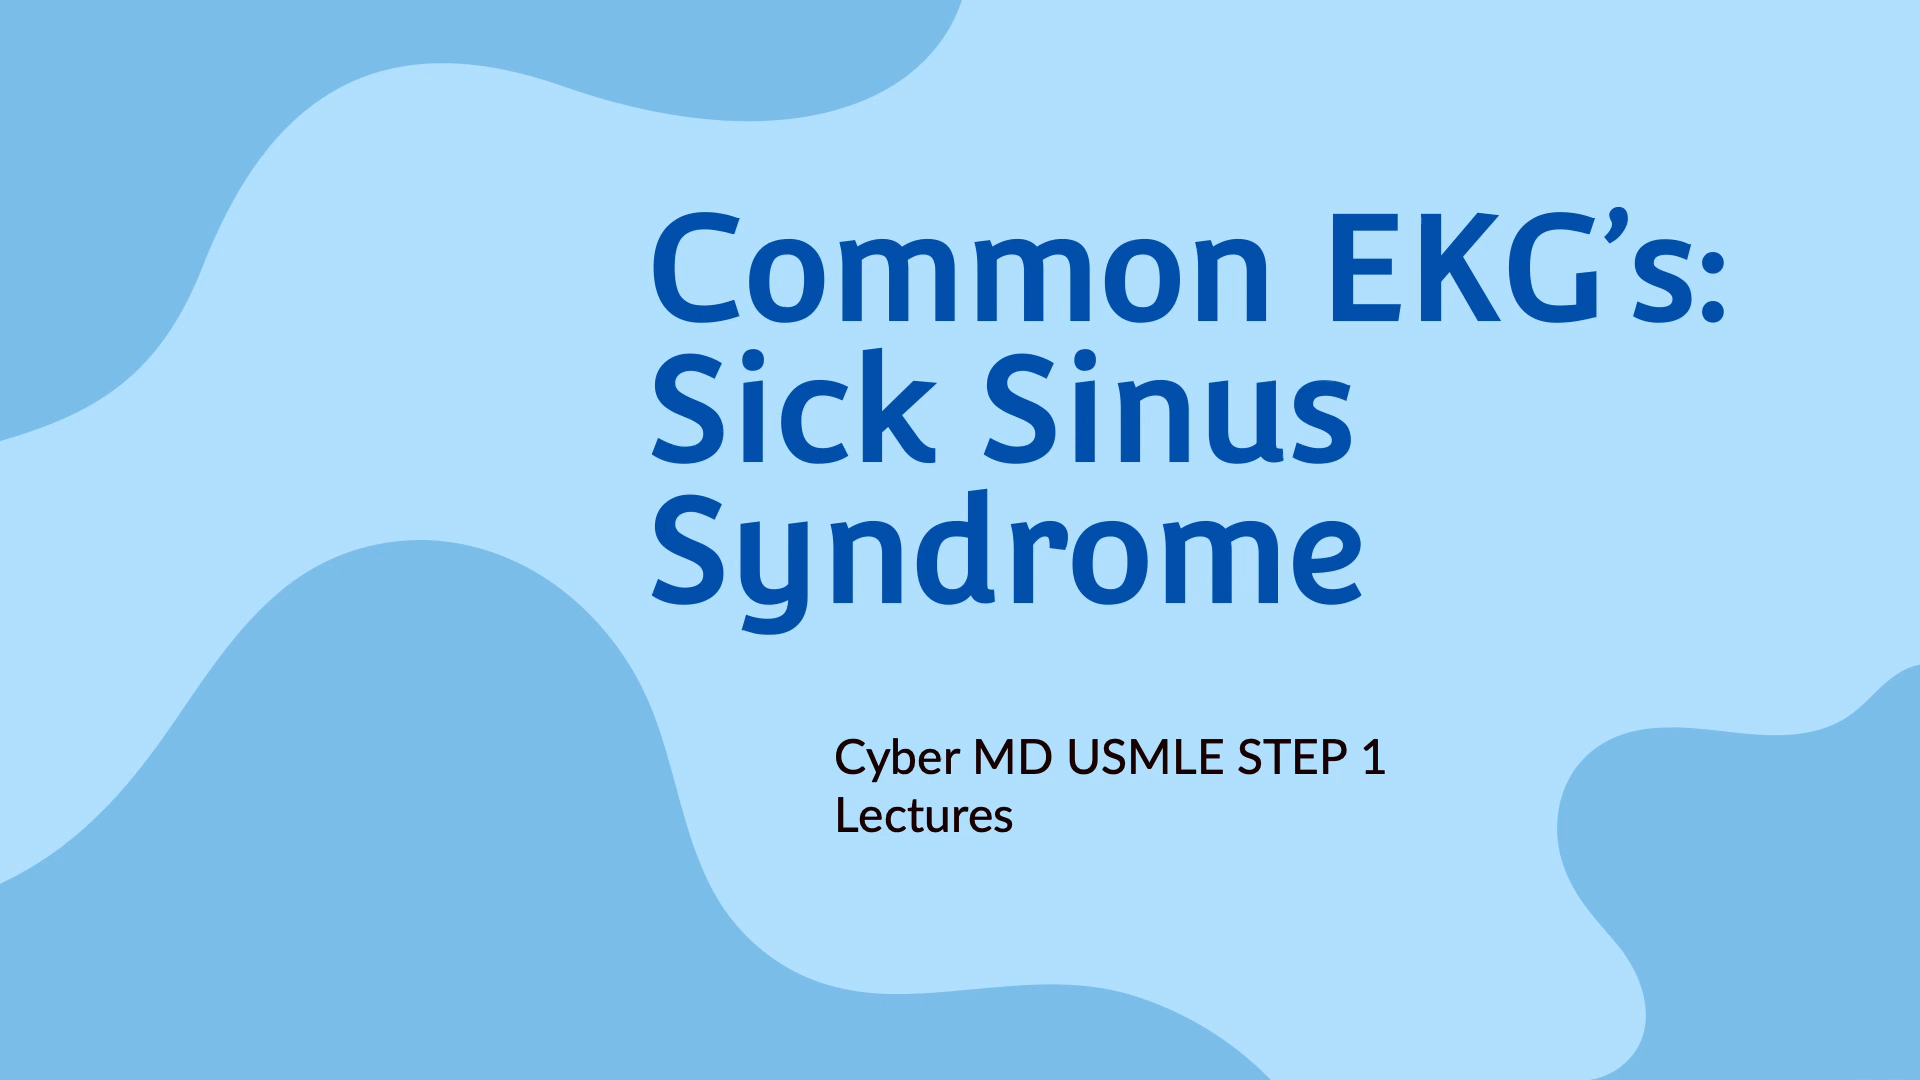 Common EKG’s:
Sick Sinus
Syndrome
Cyber MD USMLE STEP 1
Lectures